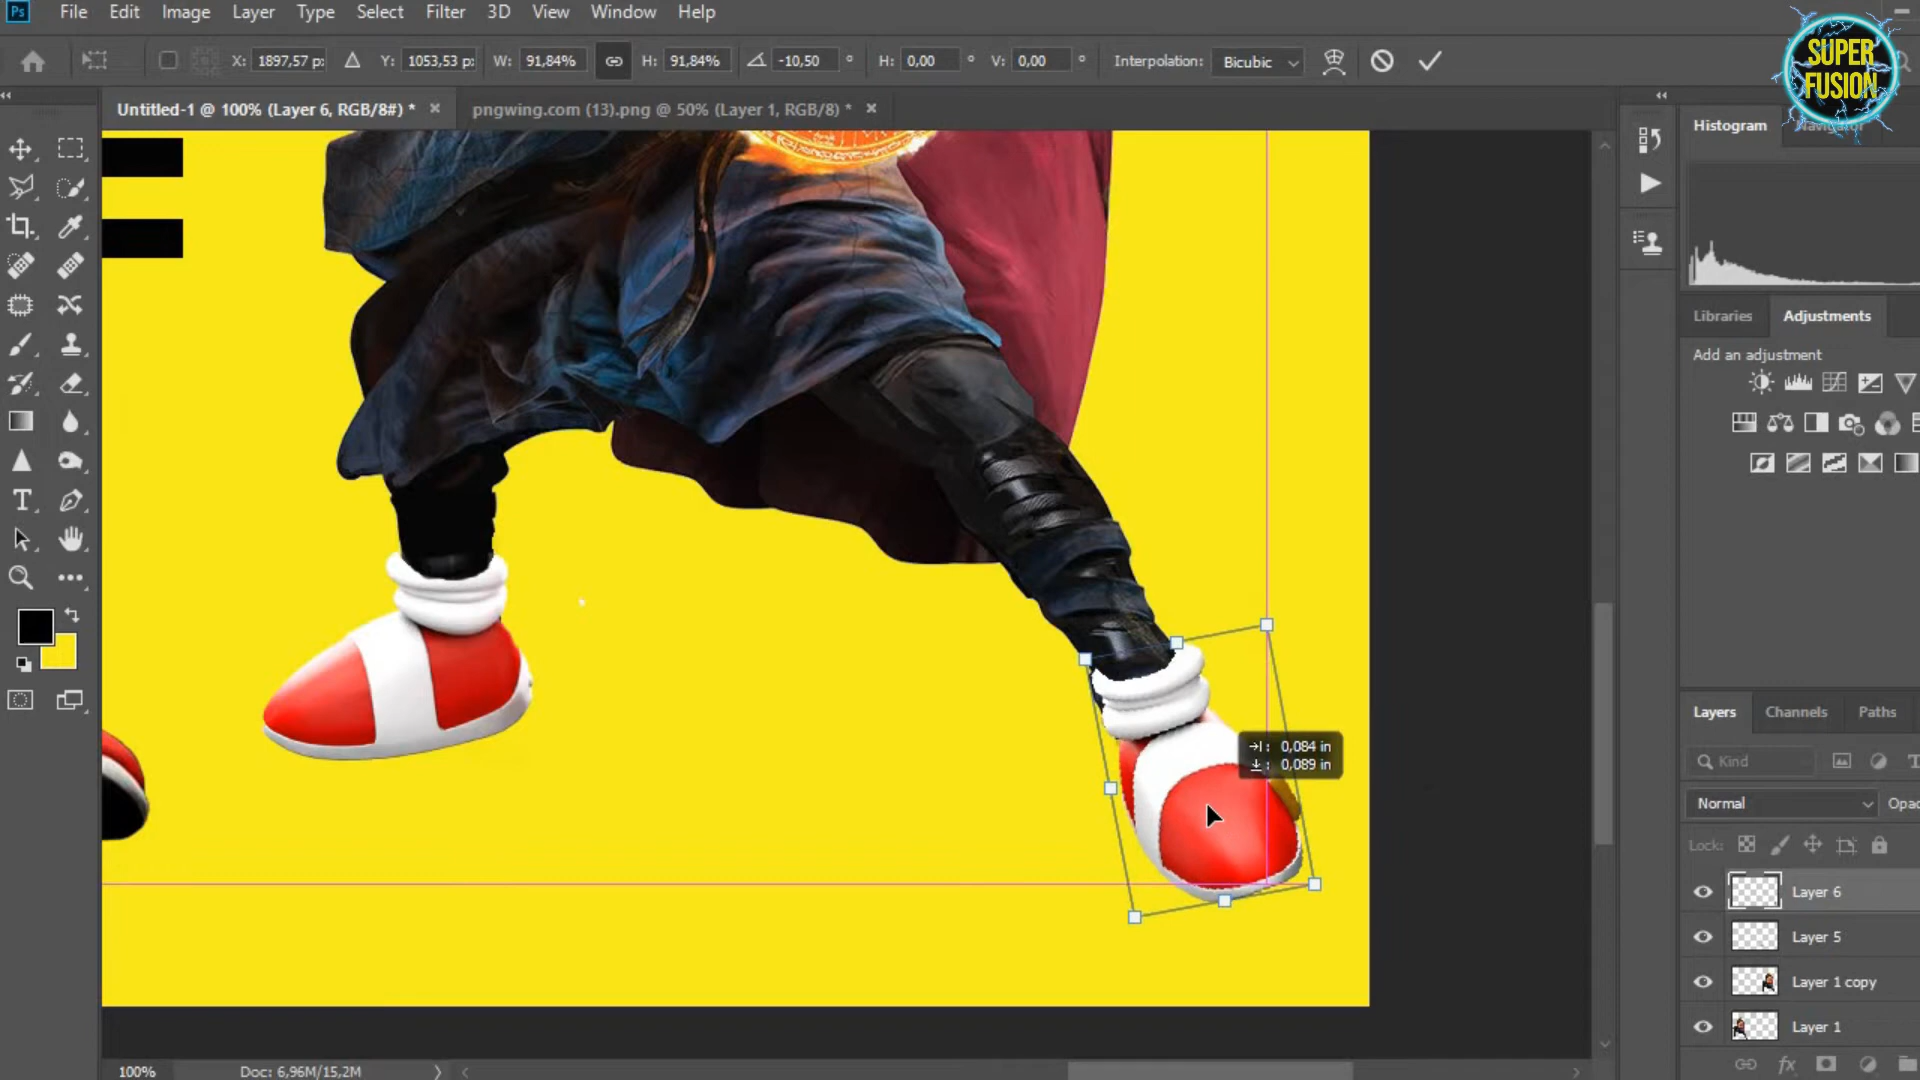 Ps File Edit Image Layer Type Select Filter 3D View Window Help
SUPER
FUSION
X: 1897,57 p: Y: 1053,53 p: W: 91,84% H: 91,84% -10,50 ° H: 0,00 ° V: 0,00 ° Interpolation: Bicubic
Untitled-1 @ 100% (Layer 6, RGB/8#) * × pngwing.com (13).png @ 50% (Layer 1, RGB/8) * ×
Histogram Navigator
Libraries Adjustments
Add an adjustment
Layers Channels Paths
0,084 in
0,089 in
Kind
Normal Opac
Lock:
Layer 6
Layer 5
Layer 1 copy
Layer 1
100% Doc: 6,96M/15,2M